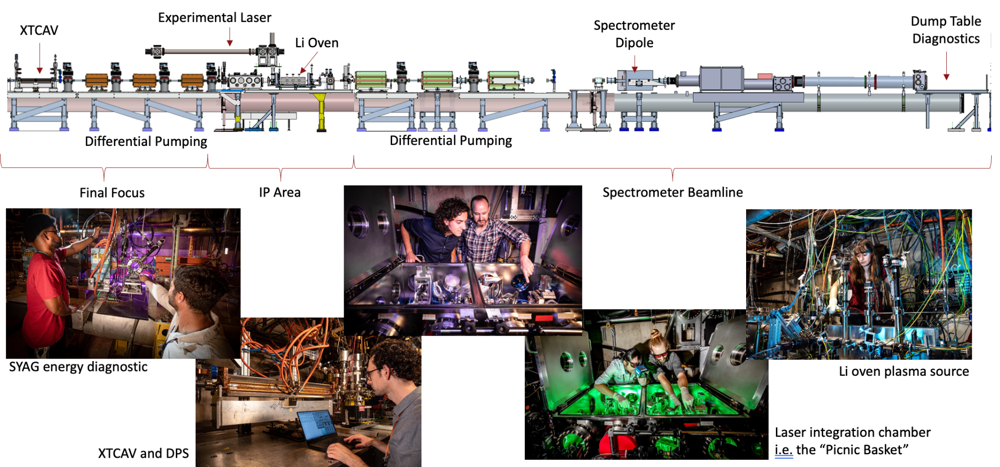 XTCAV
Experimental Laser
Li Oven
Spectrometer
Dipole
Dump Table
Diagnostics
Differential Pumping
Differential Pumping
Final Focus
IP Area
Spectrometer Beamline
SYAG energy diagnostic
XTCAV and DPS
Li oven plasma source
Laser integration chamber
i.e. the “Picnic Basket”